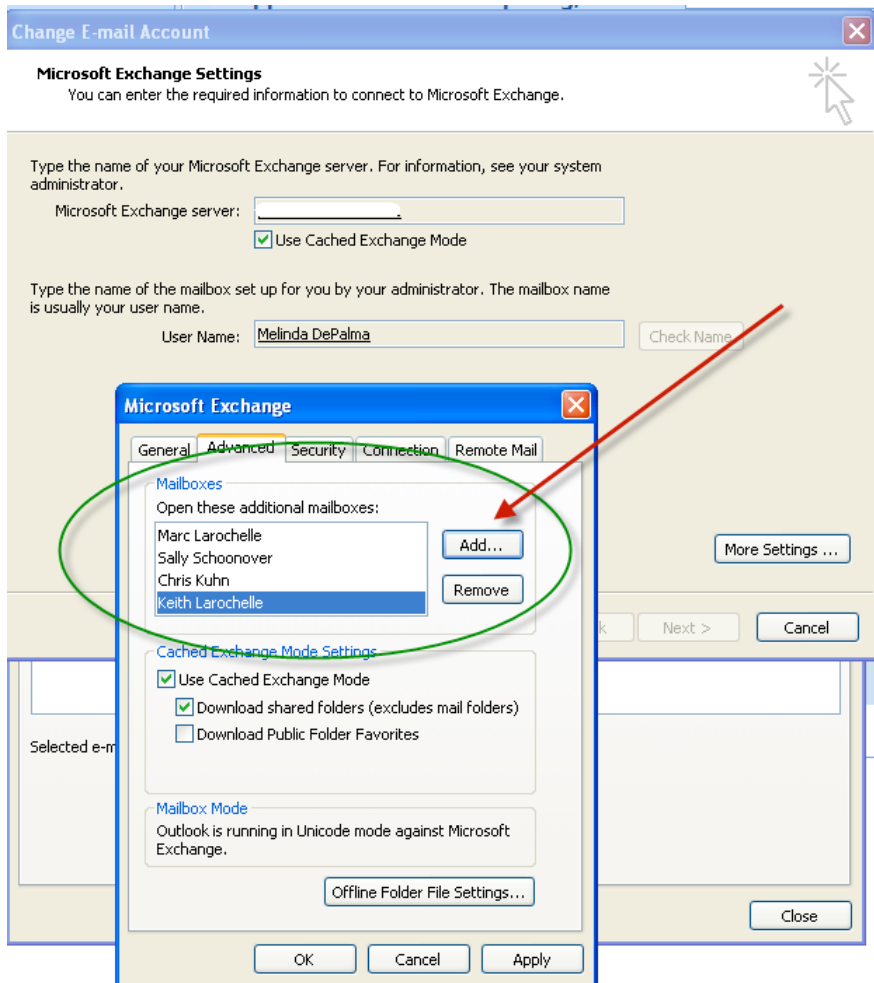 Change E-mail Account
Microsoft Exchange Settings
You can enter the required information to connect to Microsoft Exchange.
Type the name of your Microsoft Exchange server. For information, see your system
administrator.
Microsoft Exchange server:
Use Cached Exchange Mode
Type the name of the mailbox set up for you by your administrator. The mailbox name
is usually your user name.
User Name: Melinda DePalma Check Name
Microsoft Exchange
General Advanced Security Connection Remote Mail
Mailboxes
Open these additional mailboxes:
Marc Larochelle
Sally Schoonover
Chris Kuhn
Keith Larochelle
Add...
Remove
More Settings ...
Next > Cancel
Cached Exchange Mode Settings
Use Cached Exchange Mode
Download shared folders (excludes mail folders)
Download Public Folder Favorites
Selected e-m
Mailbox Mode
Outlook is running in Unicode mode against Microsoft
Exchange.
Offline Folder File Settings...
Close
OK Cancel Apply